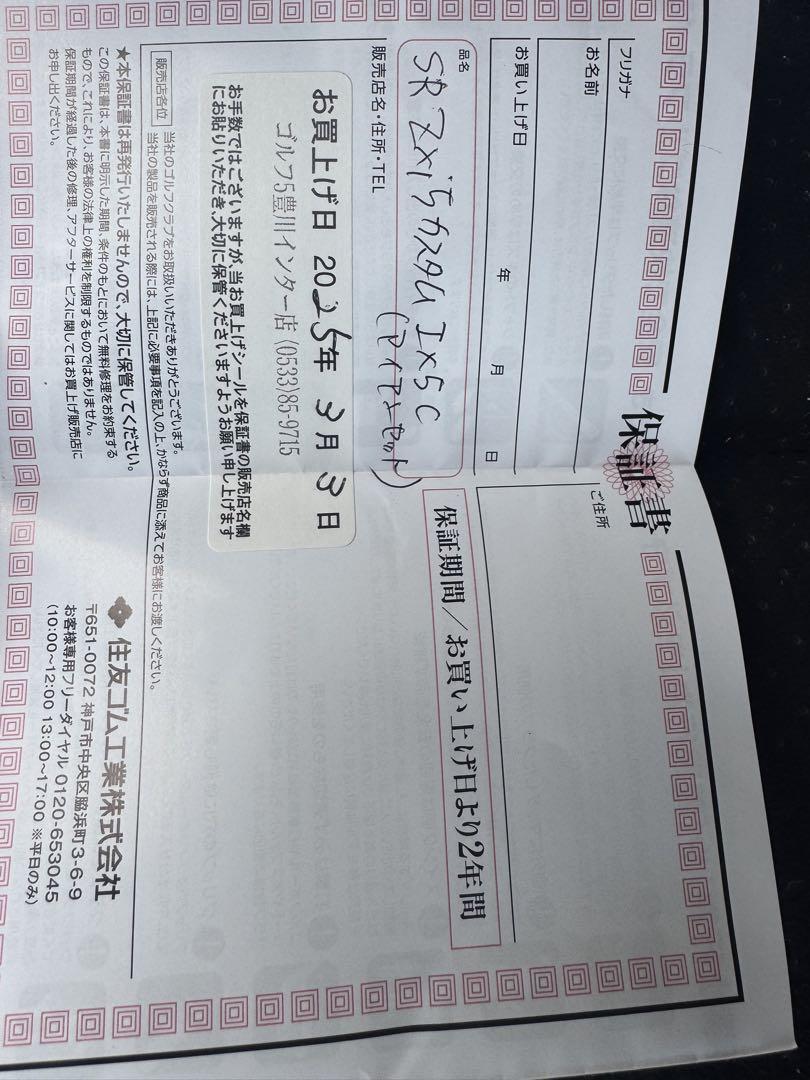 保証書
フリガナ
お名前
ご住所
お買い上げ日 年 月 日
保証期間/お買い上げ日より2年間
品名
SR ZXi5 カスタム I×5C
(アイアンセット)
販売店名・住所・TEL
お買上げ日 2025年 3月 3日
ゴルフ5豊川インター店 (0533)85-9715
お手数ではございますが、当お買上げシールを保証書の販売店名欄
にお貼りいただき、大切に保管くださいますようお願い申し上げます
販売店各位
当社のゴルフクラブをお取扱いいただきありがとうございます。
当社の製品を販売される際には、上記に必要事項を記入の上、かならず商品に添えてお客様にお渡しください。
★本保証書は再発行いたしませんので、大切に保管してください。
この保証書は、本書に明示した期間、条件のもとにおいて無料修理をお約束する
もので、これにより、お客様の法律上の権利を制限するものではありません。
保証期間が経過した後の修理、アフターサービスに関してはお買上げ販売店に
お申し出ください。
住友ゴム工業株式会社
〒651-0072 神戸市中央区脇浜町3-6-9
お客様専用フリーダイヤル 0120-653045
(10:00~12:00 13:00~17:00 ※平日のみ)